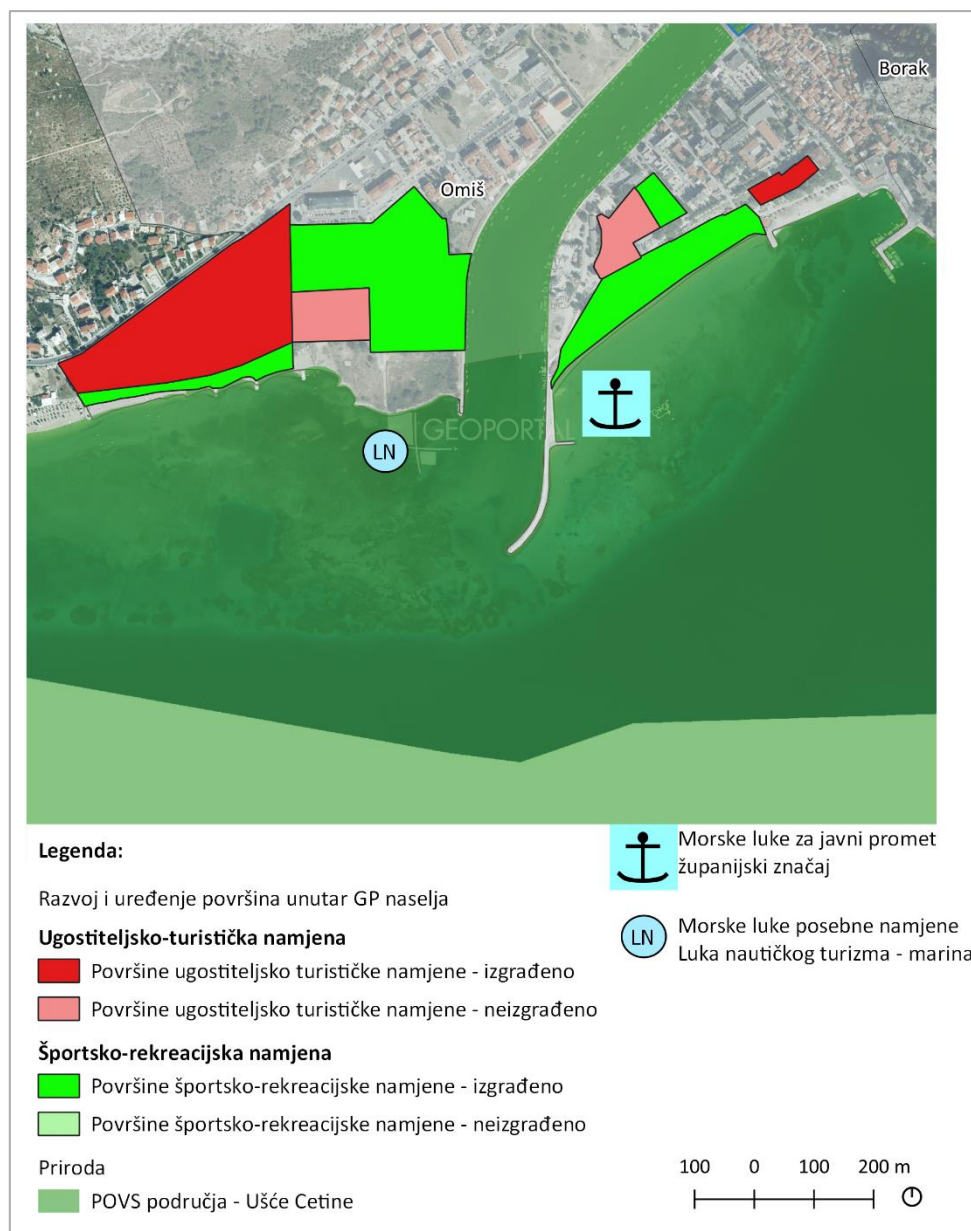 Borak
Omiš
GEOPORTAL
LN
Legenda:
Razvoj i uređenje površina unutar GP naselja
Ugostiteljsko-turistička namjena
Površine ugostiteljsko turističke namjene - izgrađeno
Površine ugostiteljsko turističke namjene - neizgrađeno
Športsko-rekreacijska namjena
Površine športsko-rekreacijske namjene - izgrađeno
Površine športsko-rekreacijske namjene - neizgrađeno
Priroda
POVS područja - Ušće Cetine
Morske luke za javni promet
županijski značaj
LN
Morske luke posebne namjene
Luka nautičkog turizma - marina
100 0 100 200 m